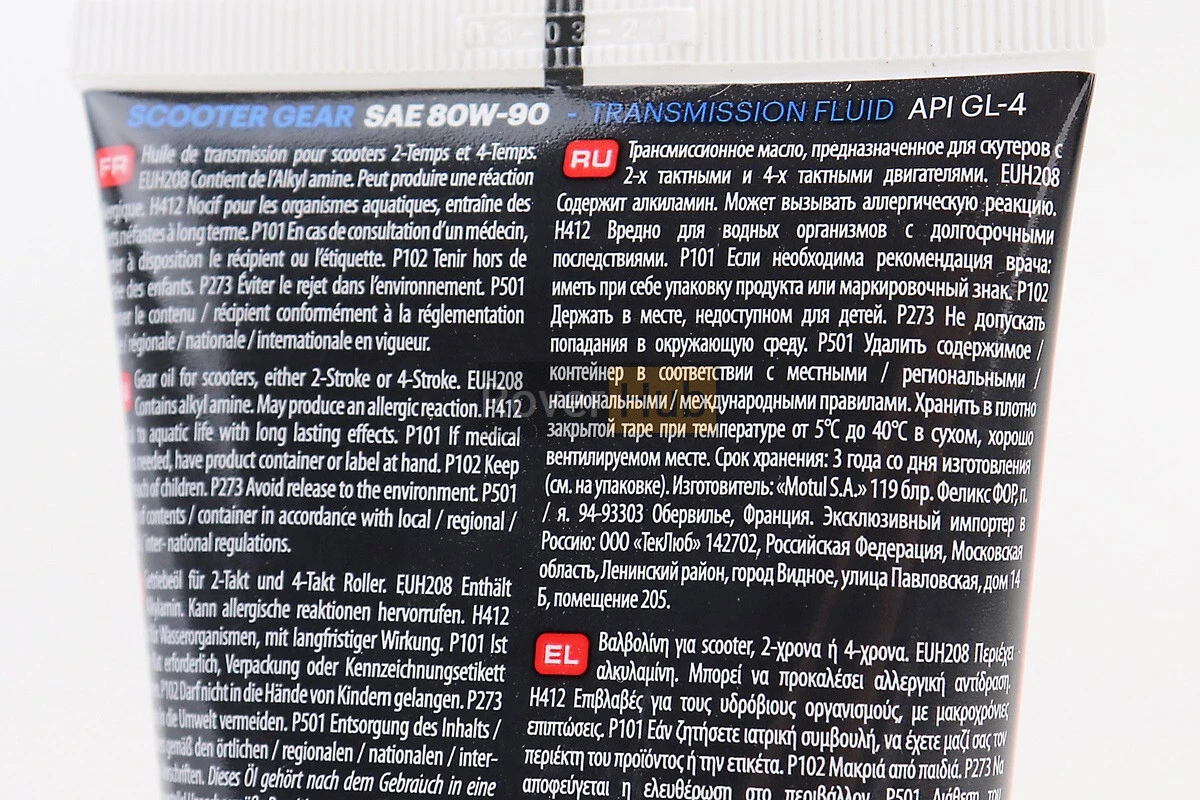 03-03-2
SCOOTER GEAR SAE 80W-90 - TRANSMISSION FLUID API GL-4
FR Huile de transmission pour scooters 2-Temps et 4-Temps.
EUH208 Contient de l'Alkyl amine. Peut produire une réaction
H412 Nocif pour les organismes aquatiques, entraîne des
néfastes à long terme. P101 En cas de consultation d'un médecin,
à disposition le récipient ou l'étiquette. P102 Tenir hors de
des enfants. P273 Éviter le rejet dans l'environnement. P501
le contenu / récipient conformément à la réglementation
régionale / nationale / internationale en vigueur.
Gear oil for scooters, either 2-Stroke or 4-Stroke. EUH208
Contains alkyl amine. May produce an allergic reaction. H412
to aquatic life with long lasting effects. P101 If medical
needed, have product container or label at hand. P102 Keep
of children. P273 Avoid release to the environment. P501
of contents / container in accordance with local / regional /
inter-national regulations.
Getriebeöl für 2-Takt und 4-Takt Roller. EUH208 Enthält
Kann allergische reaktionen hervorrufen. H412
für Wasserorganismen, mit langfristiger Wirkung. P101 Ist
erforderlich, Verpackung oder Kennzeichnungsetikett
P102 Darf nicht in die Hände von Kindern gelangen. P273
in die Umwelt vermeiden. P501 Entsorgung des Inhalts /
gemäß den örtlichen / regionalen / nationalen / inter-
Dieses Öl gehört nach dem Gebrauch in eine
RU Трансмиссионное масло, предназначенное для скутеров с
2-х тактными и 4-х тактными двигателями. EUH208
Содержит алкиламин. Может вызывать аллергическую реакцию.
H412 Вредно для водных организмов с долгосрочными
последствиями. P101 Если необходима рекомендация врача:
иметь при себе упаковку продукта или маркировочный знак. P102
Держать в месте, недоступном для детей. P273 Не допускать
попадания в окружающую среду. P501 Удалить содержимое /
контейнер в соответствии с местными / региональными /
национальными / международными правилами. Хранить в плотно
закрытой таре при температуре от 5°C до 40°C в сухом, хорошо
вентилируемом месте. Срок хранения: 3 года со дня изготовления
(см. на упаковке). Изготовитель: «Motul S.A.» 119 блр. Феликс ФОР, п.
/ я. 94-93303 Обервилье, Франция. Эксклюзивный импортер в
Россию: ООО «ТекЛюб» 142702, Российская Федерация, Московская
область, Ленинский район, город Видное, улица Павловская, дом 14
Б, помещение 205.
EL Βαλβολίνη για scooter, 2-χρονα ή 4-χρονα. EUH208 Περιέχει
αλκυλαμίνη. Μπορεί να προκαλέσει αλλεργική αντίδραση.
H412 Επιβλαβές για τους υδρόβιους οργανισμούς, με μακροχρόνιες
επιπτώσεις. P101 Εάν ζητήσετε ιατρική συμβουλή, να έχετε μαζί σας τον
περιέκτη του προϊόντος ή την ετικέτα. P102 Μακριά από παιδιά. P273 Να
αποφεύγεται η ελευθέρωση στο περιβάλλον. P501 Διάθεση του
RoverHub